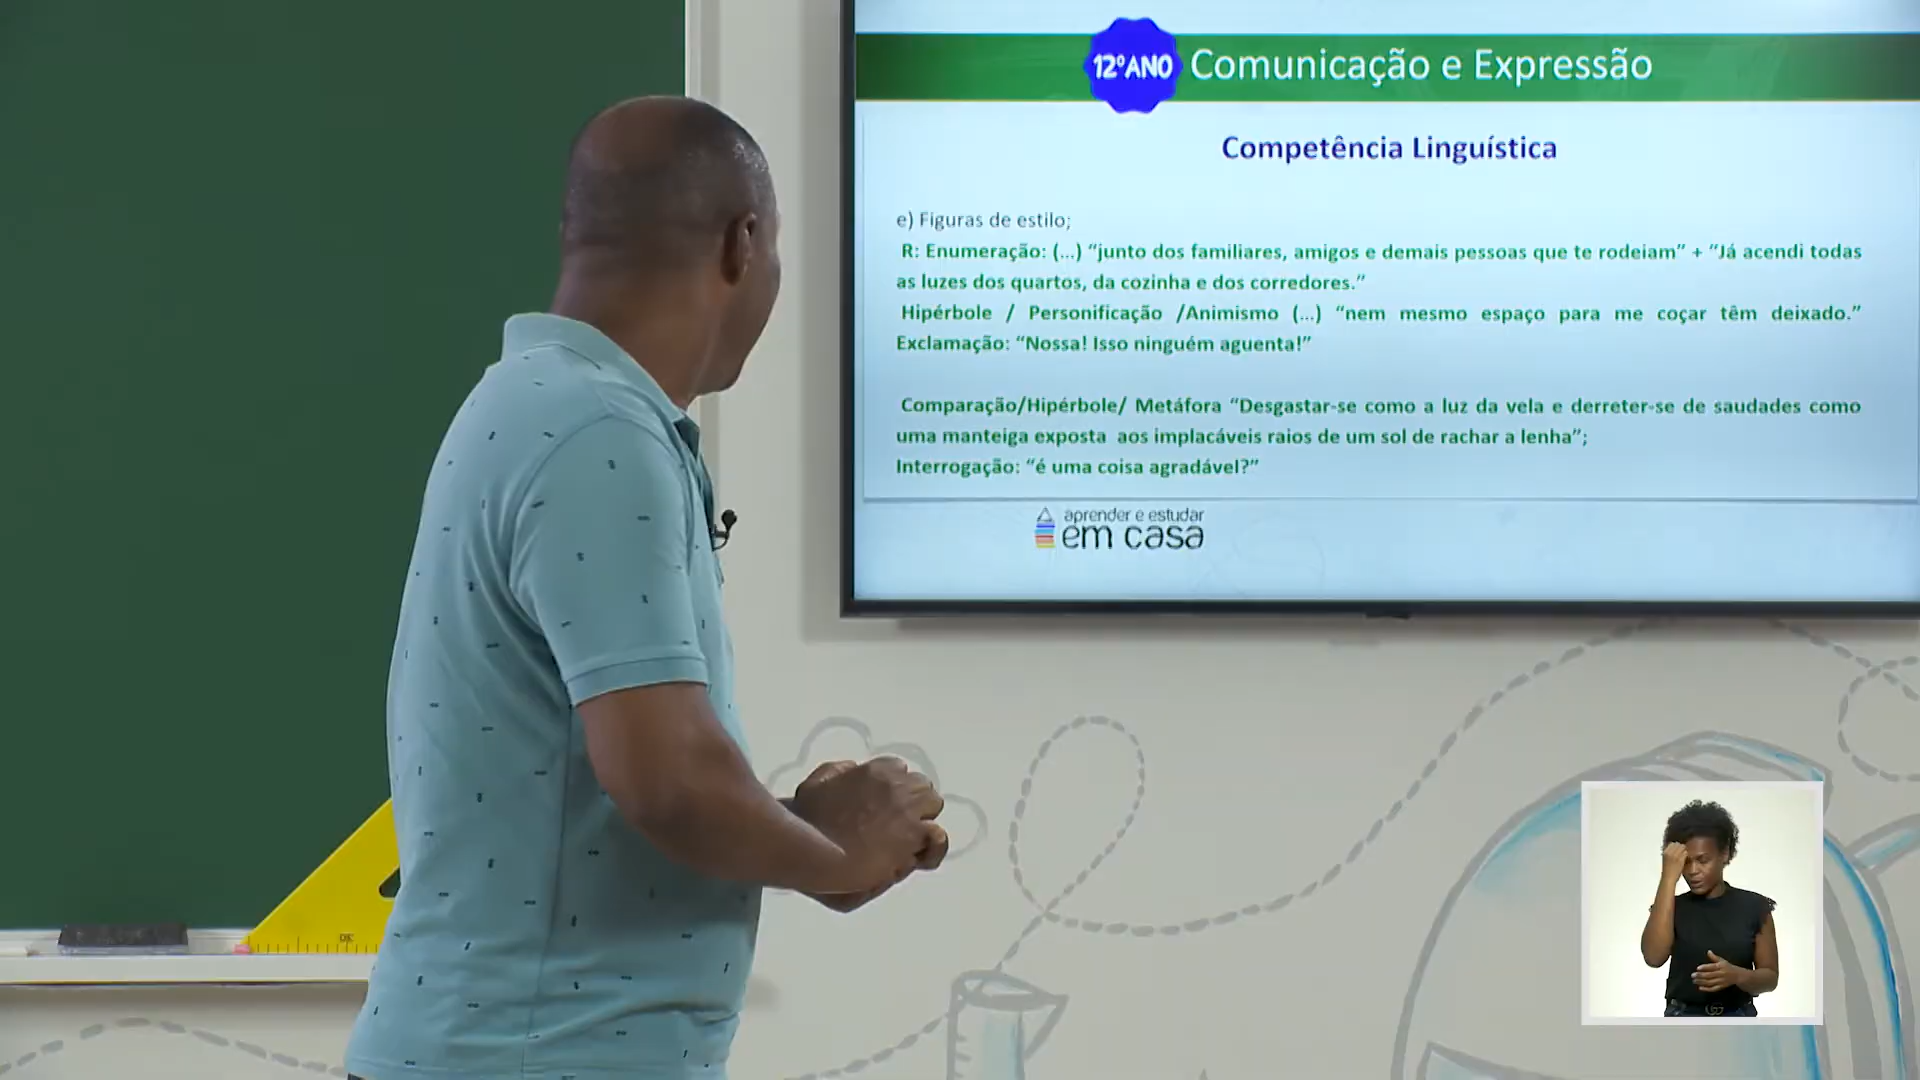 12ºANO Comunicação e Expressão
Competência Linguística
e) Figuras de estilo;
R: Enumeração: (...) “junto dos familiares, amigos e demais pessoas que te rodeiam” + “Já acendi todas
as luzes dos quartos, da cozinha e dos corredores.”
Hipérbole / Personificação /Animismo (...) “nem mesmo espaço para me coçar têm deixado.”
Exclamação: “Nossa! Isso ninguém aguenta!”
Comparação/Hipérbole/ Metáfora “Desgastar-se como a luz da vela e derreter-se de saudades como
uma manteiga exposta aos implacáveis raios de um sol de rachar a lenha”;
Interrogação: “é uma coisa agradável?”
aprender e estudar
em casa